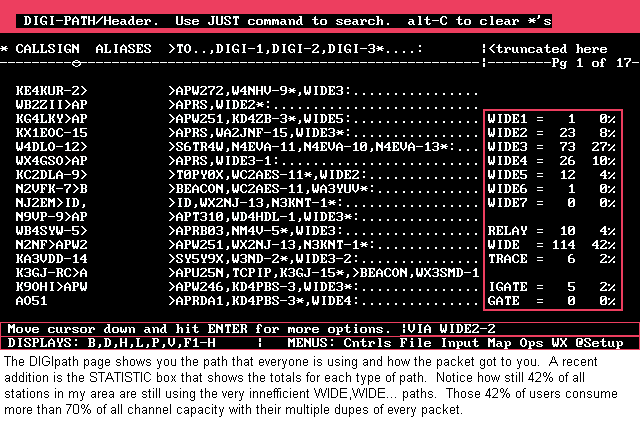 DIGI-PATH/Header. Use JUST command to search. alt-C to clear *'s
* CALLSIGN ALIASES >TO..,DIGI-1,DIGI-2,DIGI-3*....: ¦<truncated here
Pg 1 of 17
KE4KUR-2> >APW272,W4NHV-9*,WIDE3:................
WB2ZII>AP >APRS,WIDE2*:...........................
KG4LKY>AP >APW251,KD4ZB-3*,WIDE5:................ WIDE1 = 1 0%
KX1EOC-15 >APRS,WA2JNF-15,WIDE3*:................ WIDE2 = 23 8%
W4DLO-12> >S6TR4W,N4EVA-11,N4EVA-10,N4EVA-13*:... WIDE3 = 73 27%
WX4GSO>AP >APRS,WIDE3-1:.......................... WIDE4 = 26 10%
KC2DLA-9> >T0PY0X,WC2AES-11*,WIDE2:.............. WIDE5 = 12 4%
N2VFK-7>B >BEACON,WC2AES-11,WA3YUV*:............. WIDE6 = 1 0%
NJ2EM>ID, >ID,WX2NJ-13,N3KNT-1*:.................. WIDE7 = 0 0%
N9VP-9>AP >APT310,WD4HDL-1,WIDE3*:...............
WB4SYW-5> >APRB03,NM4V-5*,WIDE3:................. RELAY = 10 4%
N2NF>APW2 >APW251,WX2NJ-13,N3KNT-1*:............. WIDE = 114 42%
KA3VDD-14 >SY5Y9X,W3ND-2*,WIDE3-2:............... TRACE = 6 2%
K3GJ-RC>A >APU25N,TCPIP,K3GJ-15*,>BEACON,WX3SMD-1
K9OHI>APW >APW246,KD4PBS-3,WIDE3*:............... IGATE = 5 2%
AO51 >APRDA1,KD4PBS-3*,WIDE4:............... GATE = 0 0%
Move cursor down and hit ENTER for more options. ¦VIA WIDE2-2
DISPLAYS: B,D,H,L,P,V,F1-H ¦ MENUS: Cntrls File Input Map Ops WX @Setup
The DIGIpath page shows you the path that everyone is using and how the packet got to you. A recent
addition is the STATISTIC box that shows the totals for each type of path. Notice how still 42% of all
stations in my area are still using the very innefficient WIDE,WIDE... paths. Those 42% of users consume
more than 70% of all channel capacity with their multiple dupes of every packet.